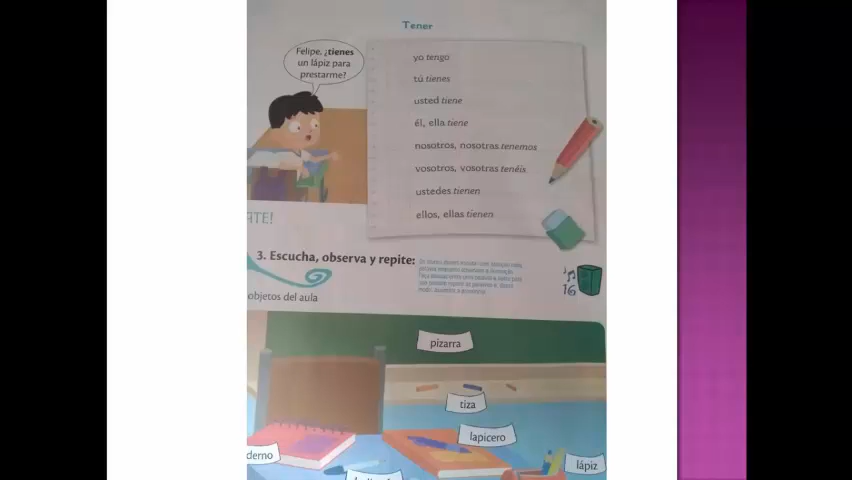 Tener
Felipe, ¿tienes
un lápiz para
prestarme?
yo tengo
tú tienes
usted tiene
él, ella tiene
nosotros, nosotras tenemos
vosotros, vosotras tenéis
ustedes tienen
ellos, ellas tienen
ITE!
3. Escucha, observa y repite:
16
objetos del aula
pizarra
tiza
lapicero
derno
lápiz